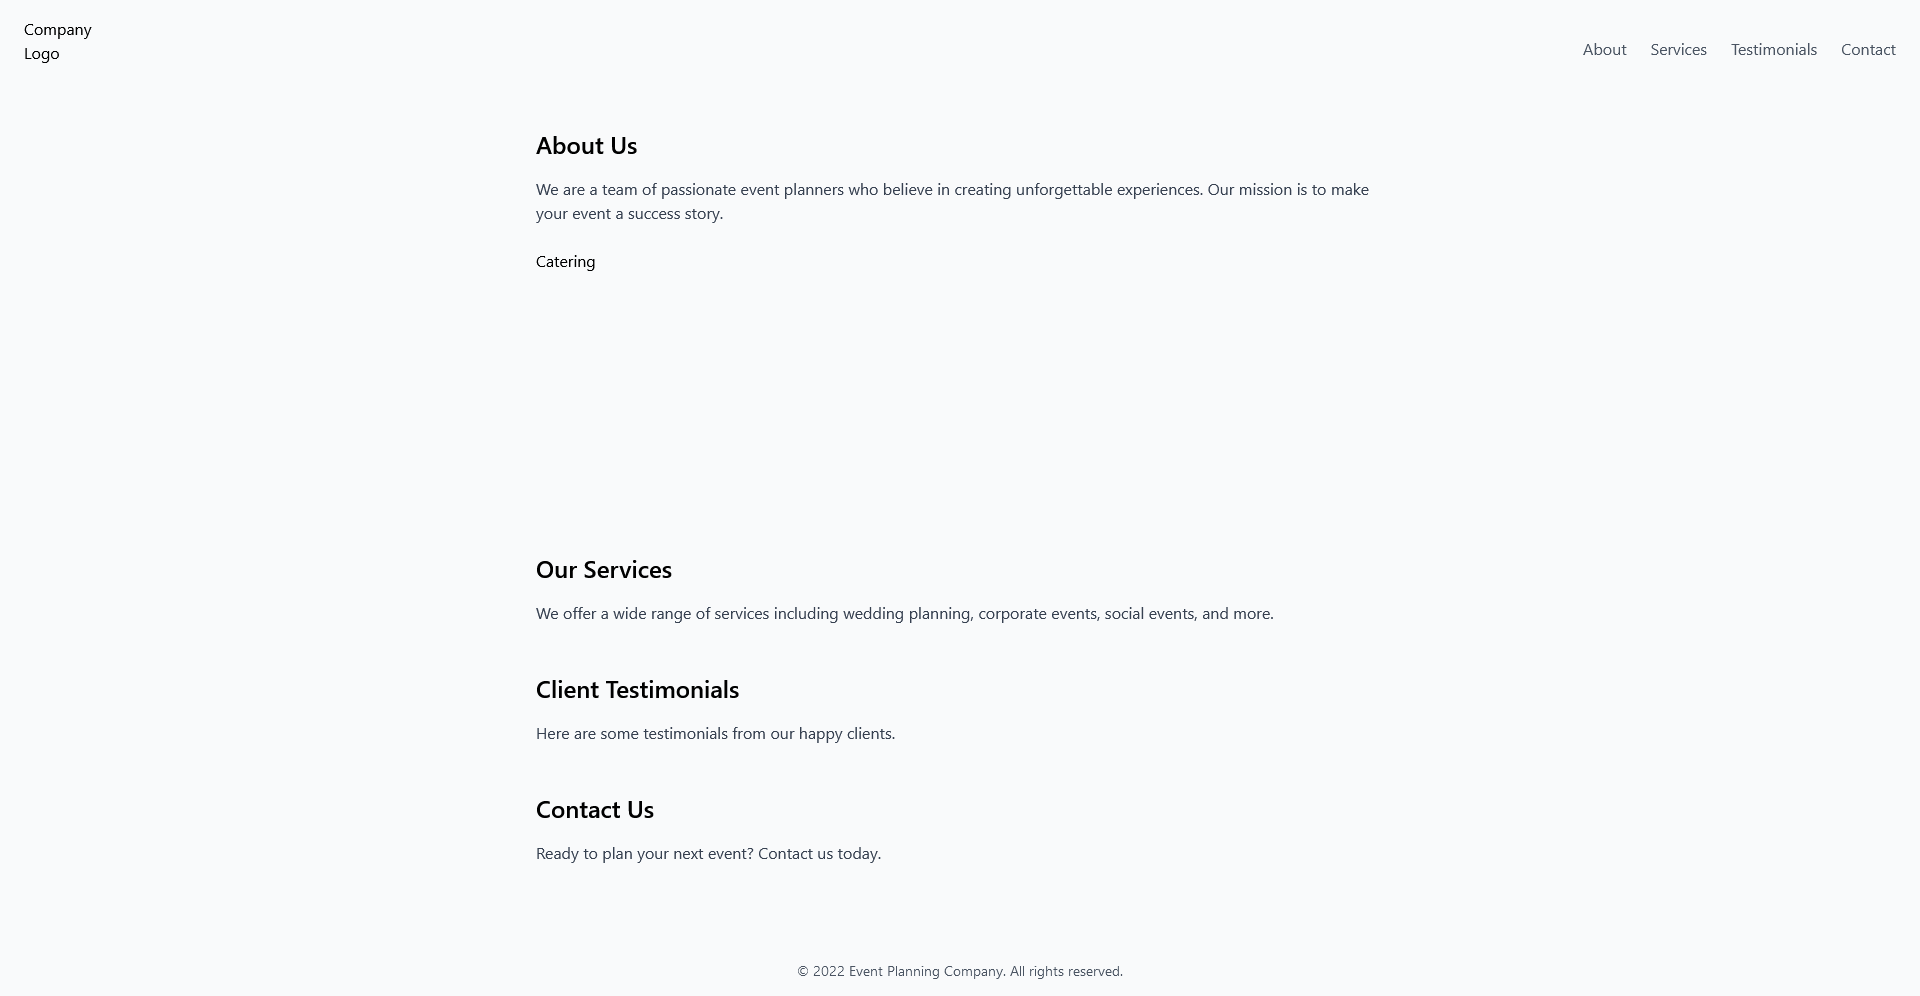 Company
Logo
About Services Testimonials Contact
About Us
We are a team of passionate event planners who believe in creating unforgettable experiences. Our mission is to make
your event a success story.
Catering
Our Services
We offer a wide range of services including wedding planning, corporate events, social events, and more.
Client Testimonials
Here are some testimonials from our happy clients.
Contact Us
Ready to plan your next event? Contact us today.
© 2022 Event Planning Company. All rights reserved.